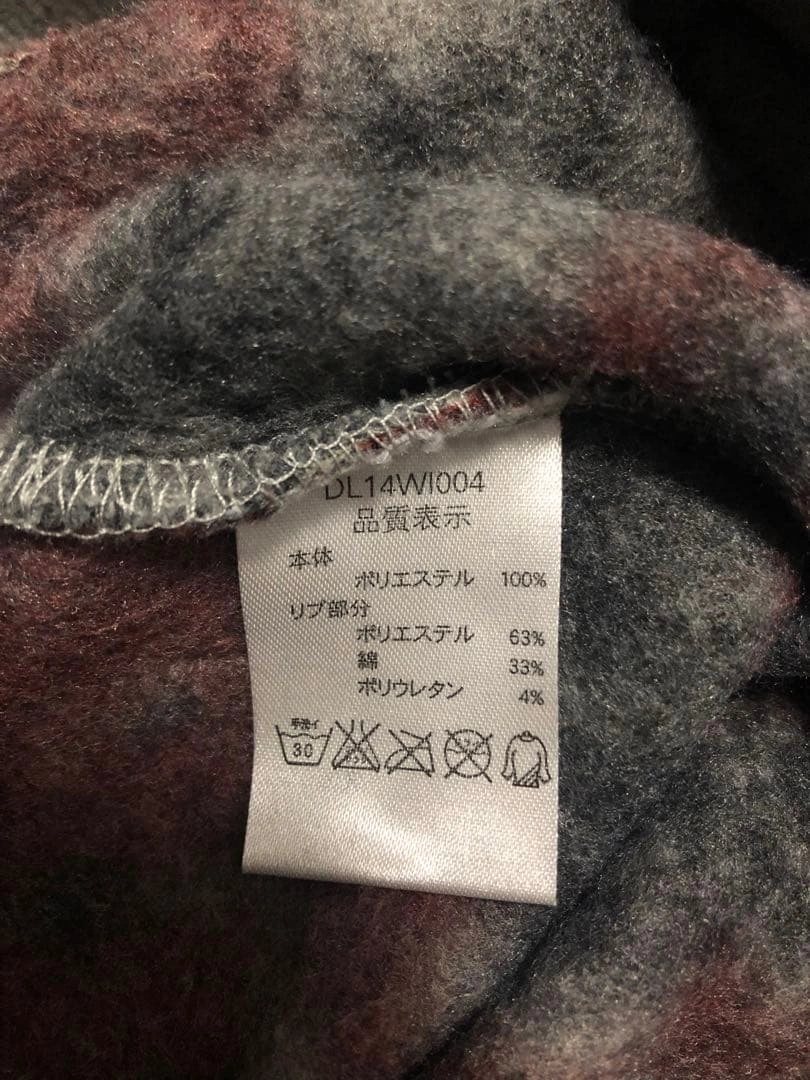 DL14WI004
品質表示
本体
ポリエステル 100%
リブ部分
ポリエステル 63%
綿 33%
ポリウレタン 4%
手洗イ
30